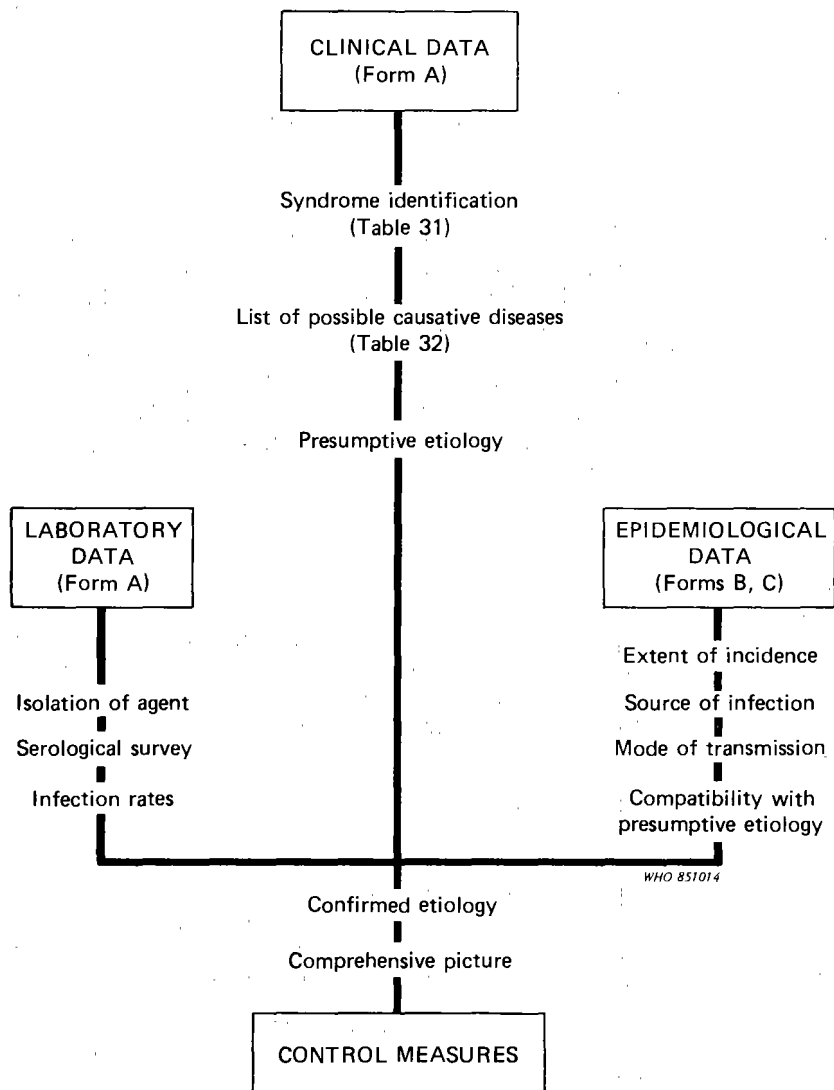 CLINICAL DATA
(Form A)
Syndrome identification
(Table 31)
List of possible causative diseases
(Table 32)
Presumptive etiology
LABORATORY
DATA
(Form A)
Isolation of agent
Serological survey
Infection rates
EPIDEMIOLOGICAL
DATA
(Forms B, C)
Extent of incidence
Source of infection
Mode of transmission
Compatibility with
presumptive etiology
WHO 851014
Confirmed etiology
Comprehensive picture
CONTROL MEASURES